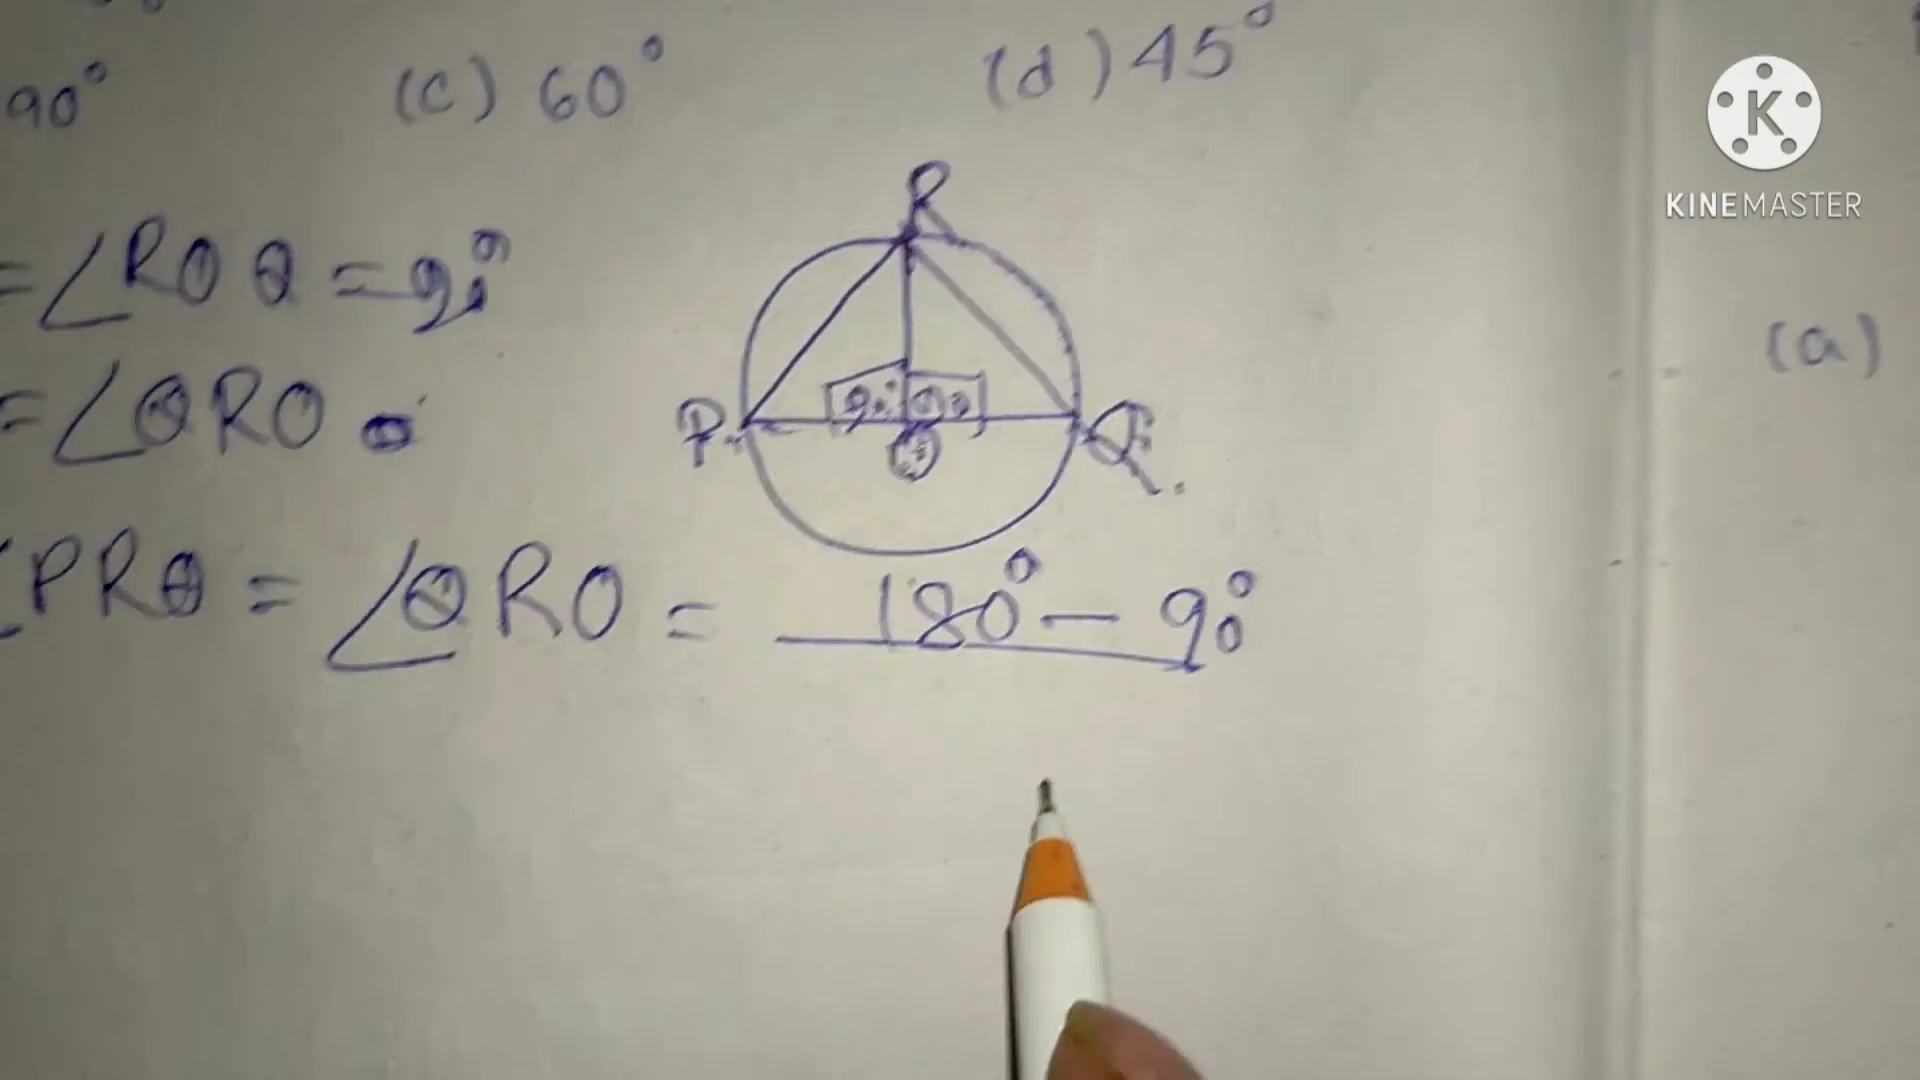 90° (c) 60° (d) 45°
K
KINEMASTER
R
= ∠ROQ = 90°
(a)
90° 90
= ∠QRO
P Q
O
∠PRQ = ∠QRO = 180° - 90°